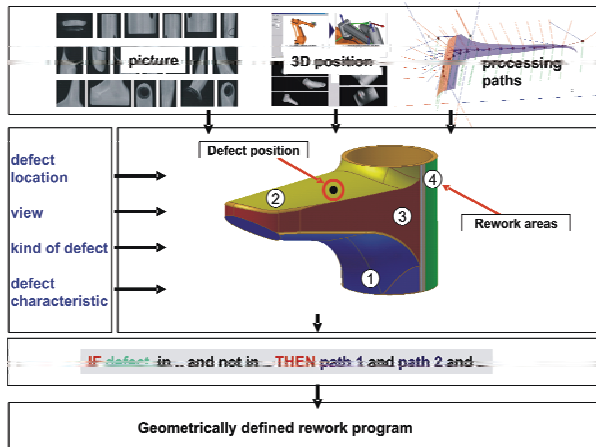 picture
3D position
processing
paths
defect
location
view
kind of defect
defect
characteristic
Defect position
2
4
3
Rework areas
1
IF defect in .. and not in .. THEN path 1 and path 2 and ..
Geometrically defined rework program